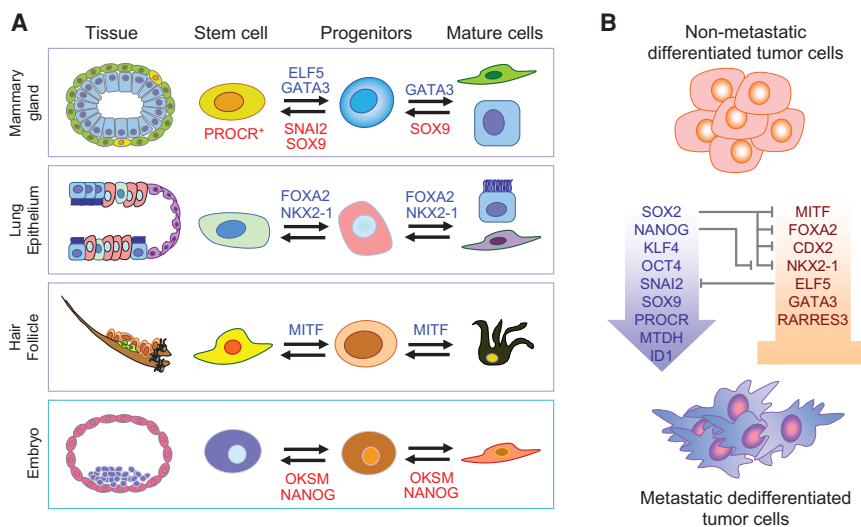 A
Tissue
Stem cell
Progenitors
Mature cells
Mammary
gland
PROCR+
ELF5
GATA3
SNAI2
SOX9
GATA3
SOX9
Lung
Epithelium
FOXA2
NKX2-1
FOXA2
NKX2-1
Hair
Follicle
MITF
MITF
Embryo
OKSM
NANOG
OKSM
NANOG
B
Non-metastatic
differentiated tumor cells
SOX2
NANOG
KLF4
OCT4
SNAI2
SOX9
PROCR
MTDH
ID1
MITF
FOXA2
CDX2
NKX2-1
ELF5
GATA3
RARRES3
Metastatic dedifferentiated
tumor cells